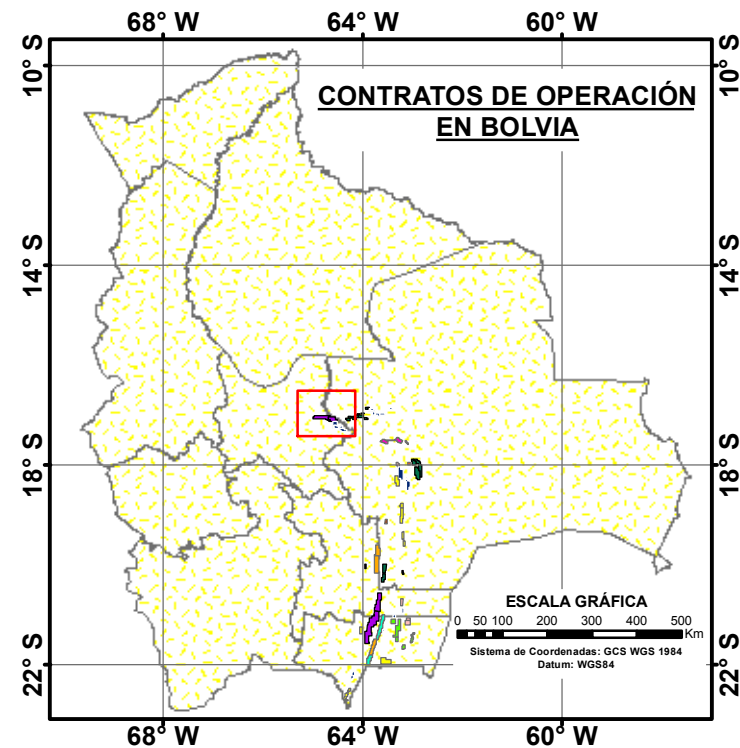 68° W 64° W 60° W
10° S 10° S
CONTRATOS DE OPERACIÓN
EN BOLVIA
14° S 14° S
18° S 18° S
ESCALA GRÁFICA
0 50 100 200 300 400 500
Km
Sistema de Coordenadas: GCS WGS 1984
Datum: WGS84
22° S 22° S
68° W 64° W 60° W